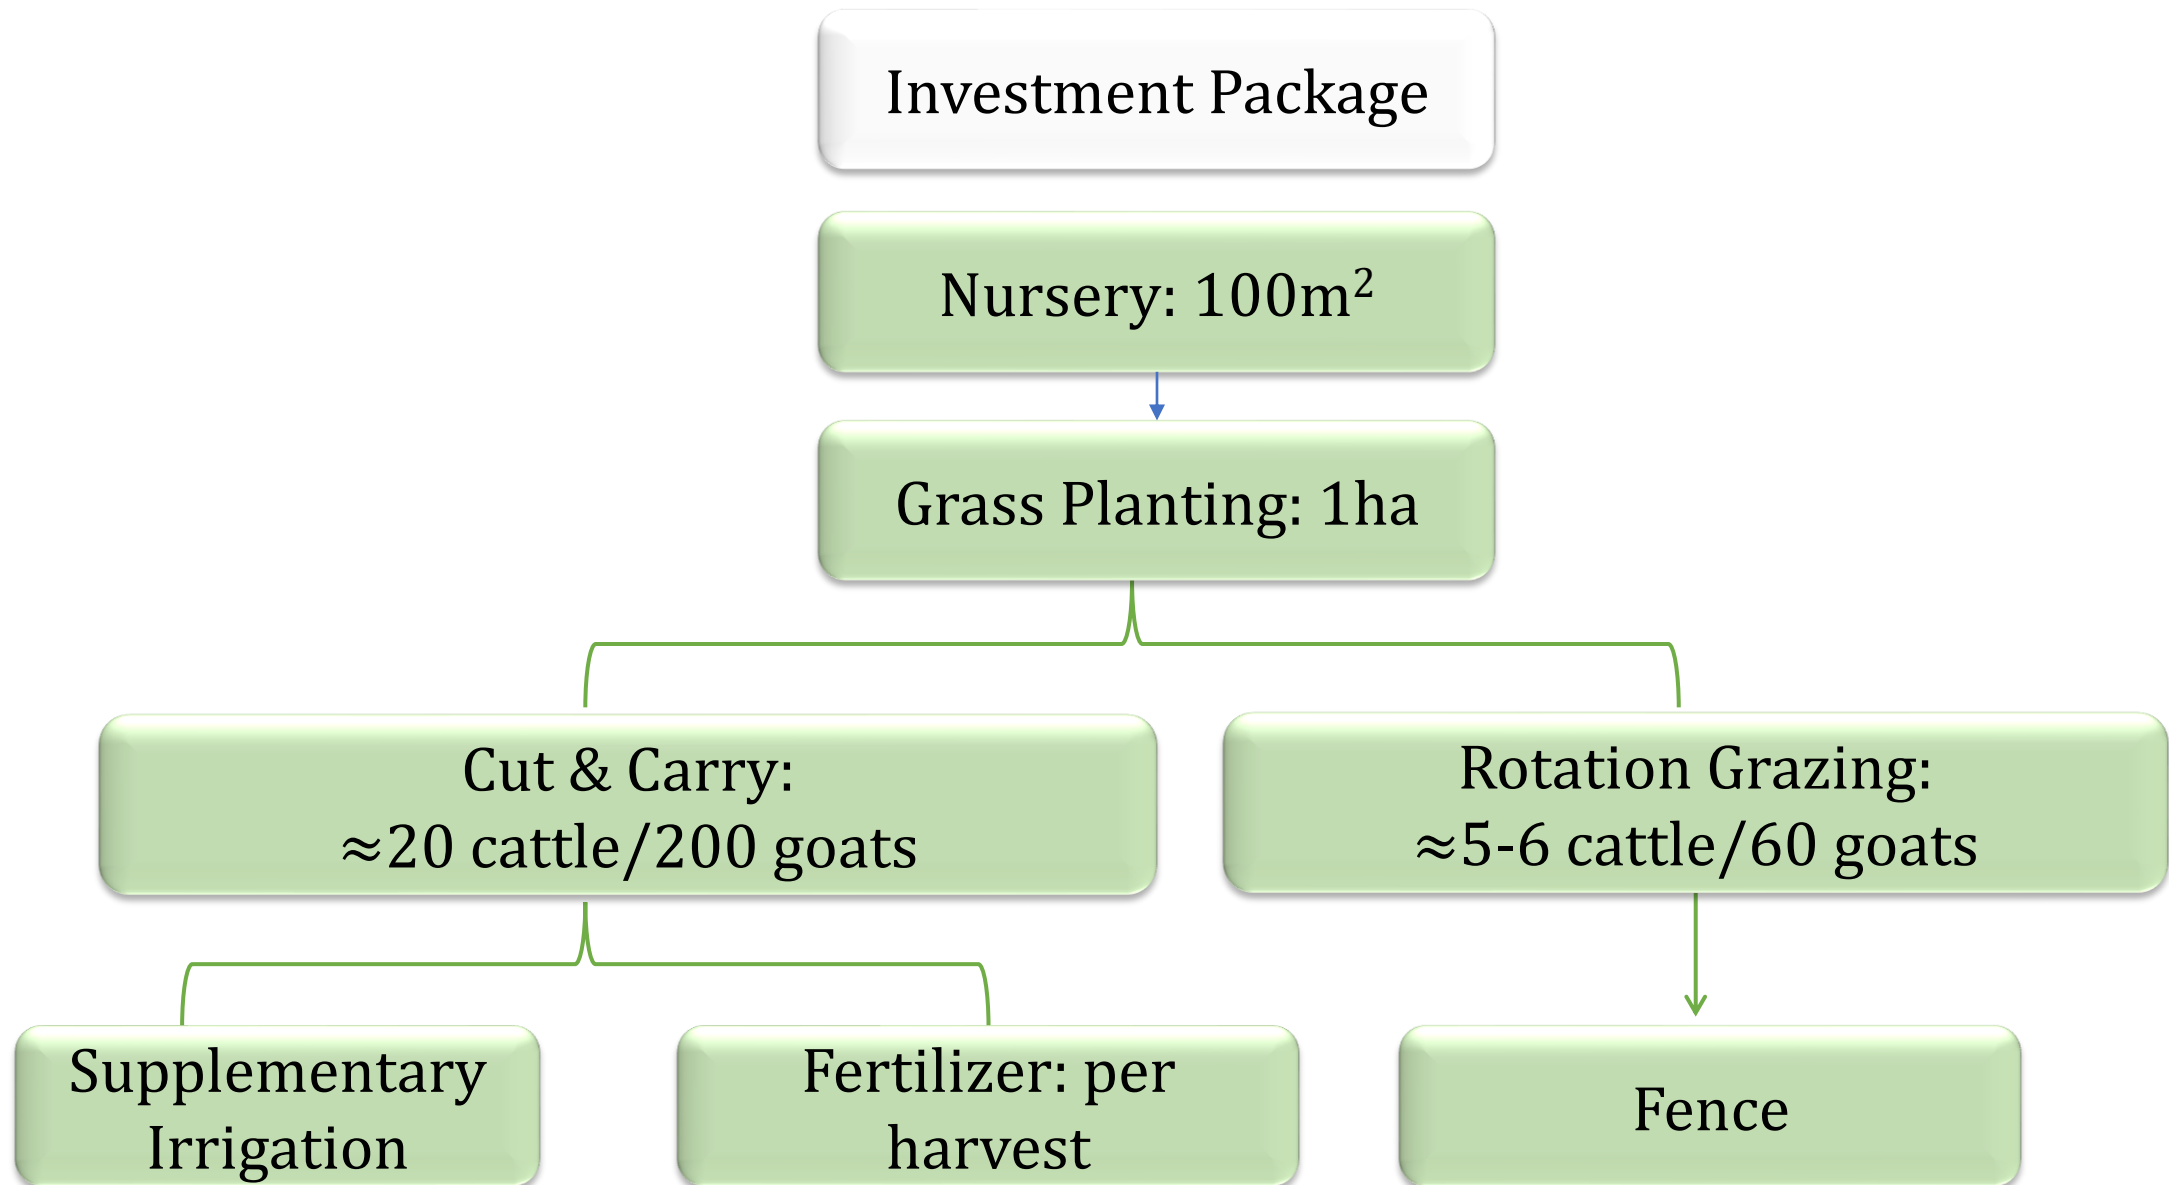 Investment Package
Nursery: 100m²
Grass Planting: 1ha
Cut & Carry:
≈20 cattle/200 goats
Rotation Grazing:
≈5-6 cattle/60 goats
Supplementary
Irrigation
Fertilizer: per
harvest
Fence